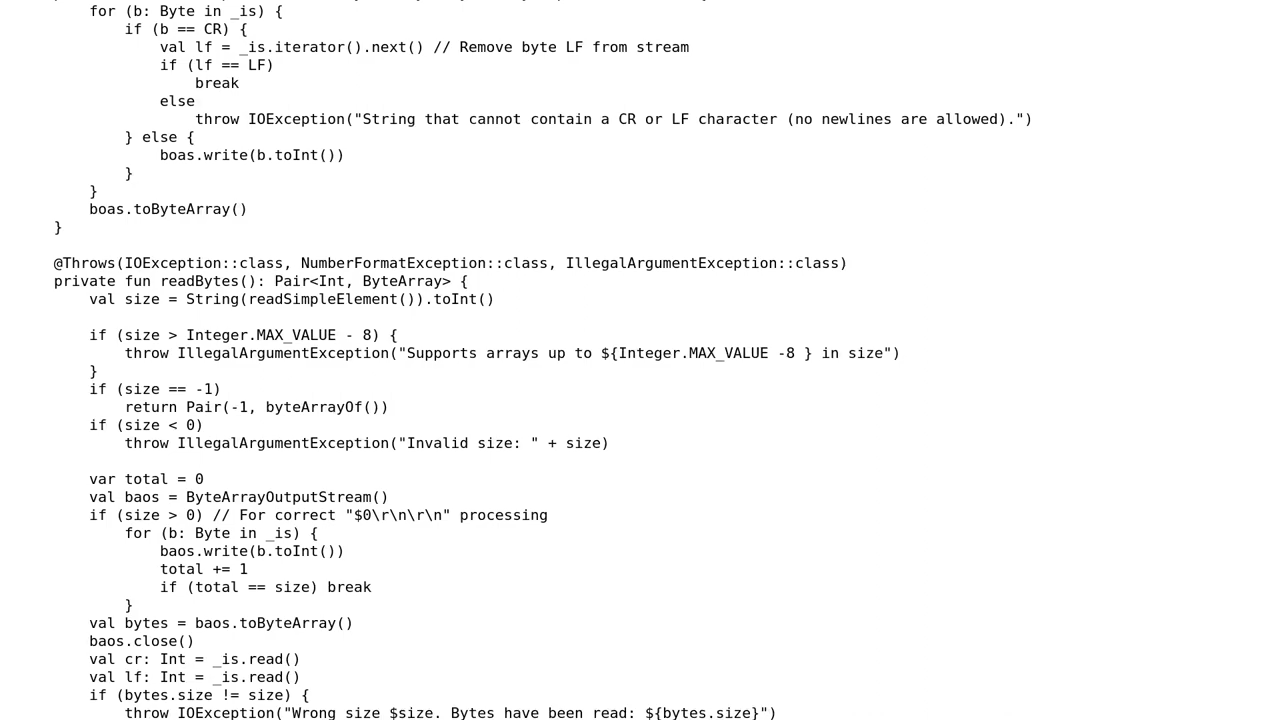 for (b: Byte in _is) {
if (b == CR) {
val lf = _is.iterator().next() // Remove byte LF from stream
if (lf == LF)
break
else
throw IOException("String that cannot contain a CR or LF character (no newlines are allowed).")
} else {
boas.write(b.toInt())
}
}
boas.toByteArray()
}
@Throws(IOException::class, NumberFormatException::class, IllegalArgumentException::class)
private fun readBytes(): Pair<Int, ByteArray> {
val size = String(readSimpleElement()).toInt()
if (size > Integer.MAX_VALUE - 8) {
throw IllegalArgumentException("Supports arrays up to ${Integer.MAX_VALUE -8 } in size")
}
if (size == -1)
return Pair(-1, byteArrayOf())
if (size < 0)
throw IllegalArgumentException("Invalid size: " + size)
var total = 0
val baos = ByteArrayOutputStream()
if (size > 0) // For correct "$0\r\n\r\n" processing
for (b: Byte in _is) {
baos.write(b.toInt())
total += 1
if (total == size) break
}
val bytes = baos.toByteArray()
baos.close()
val cr: Int = _is.read()
val lf: Int = _is.read()
if (bytes.size != size) {
throw IOException("Wrong size $size. Bytes have been read: ${bytes.size}")